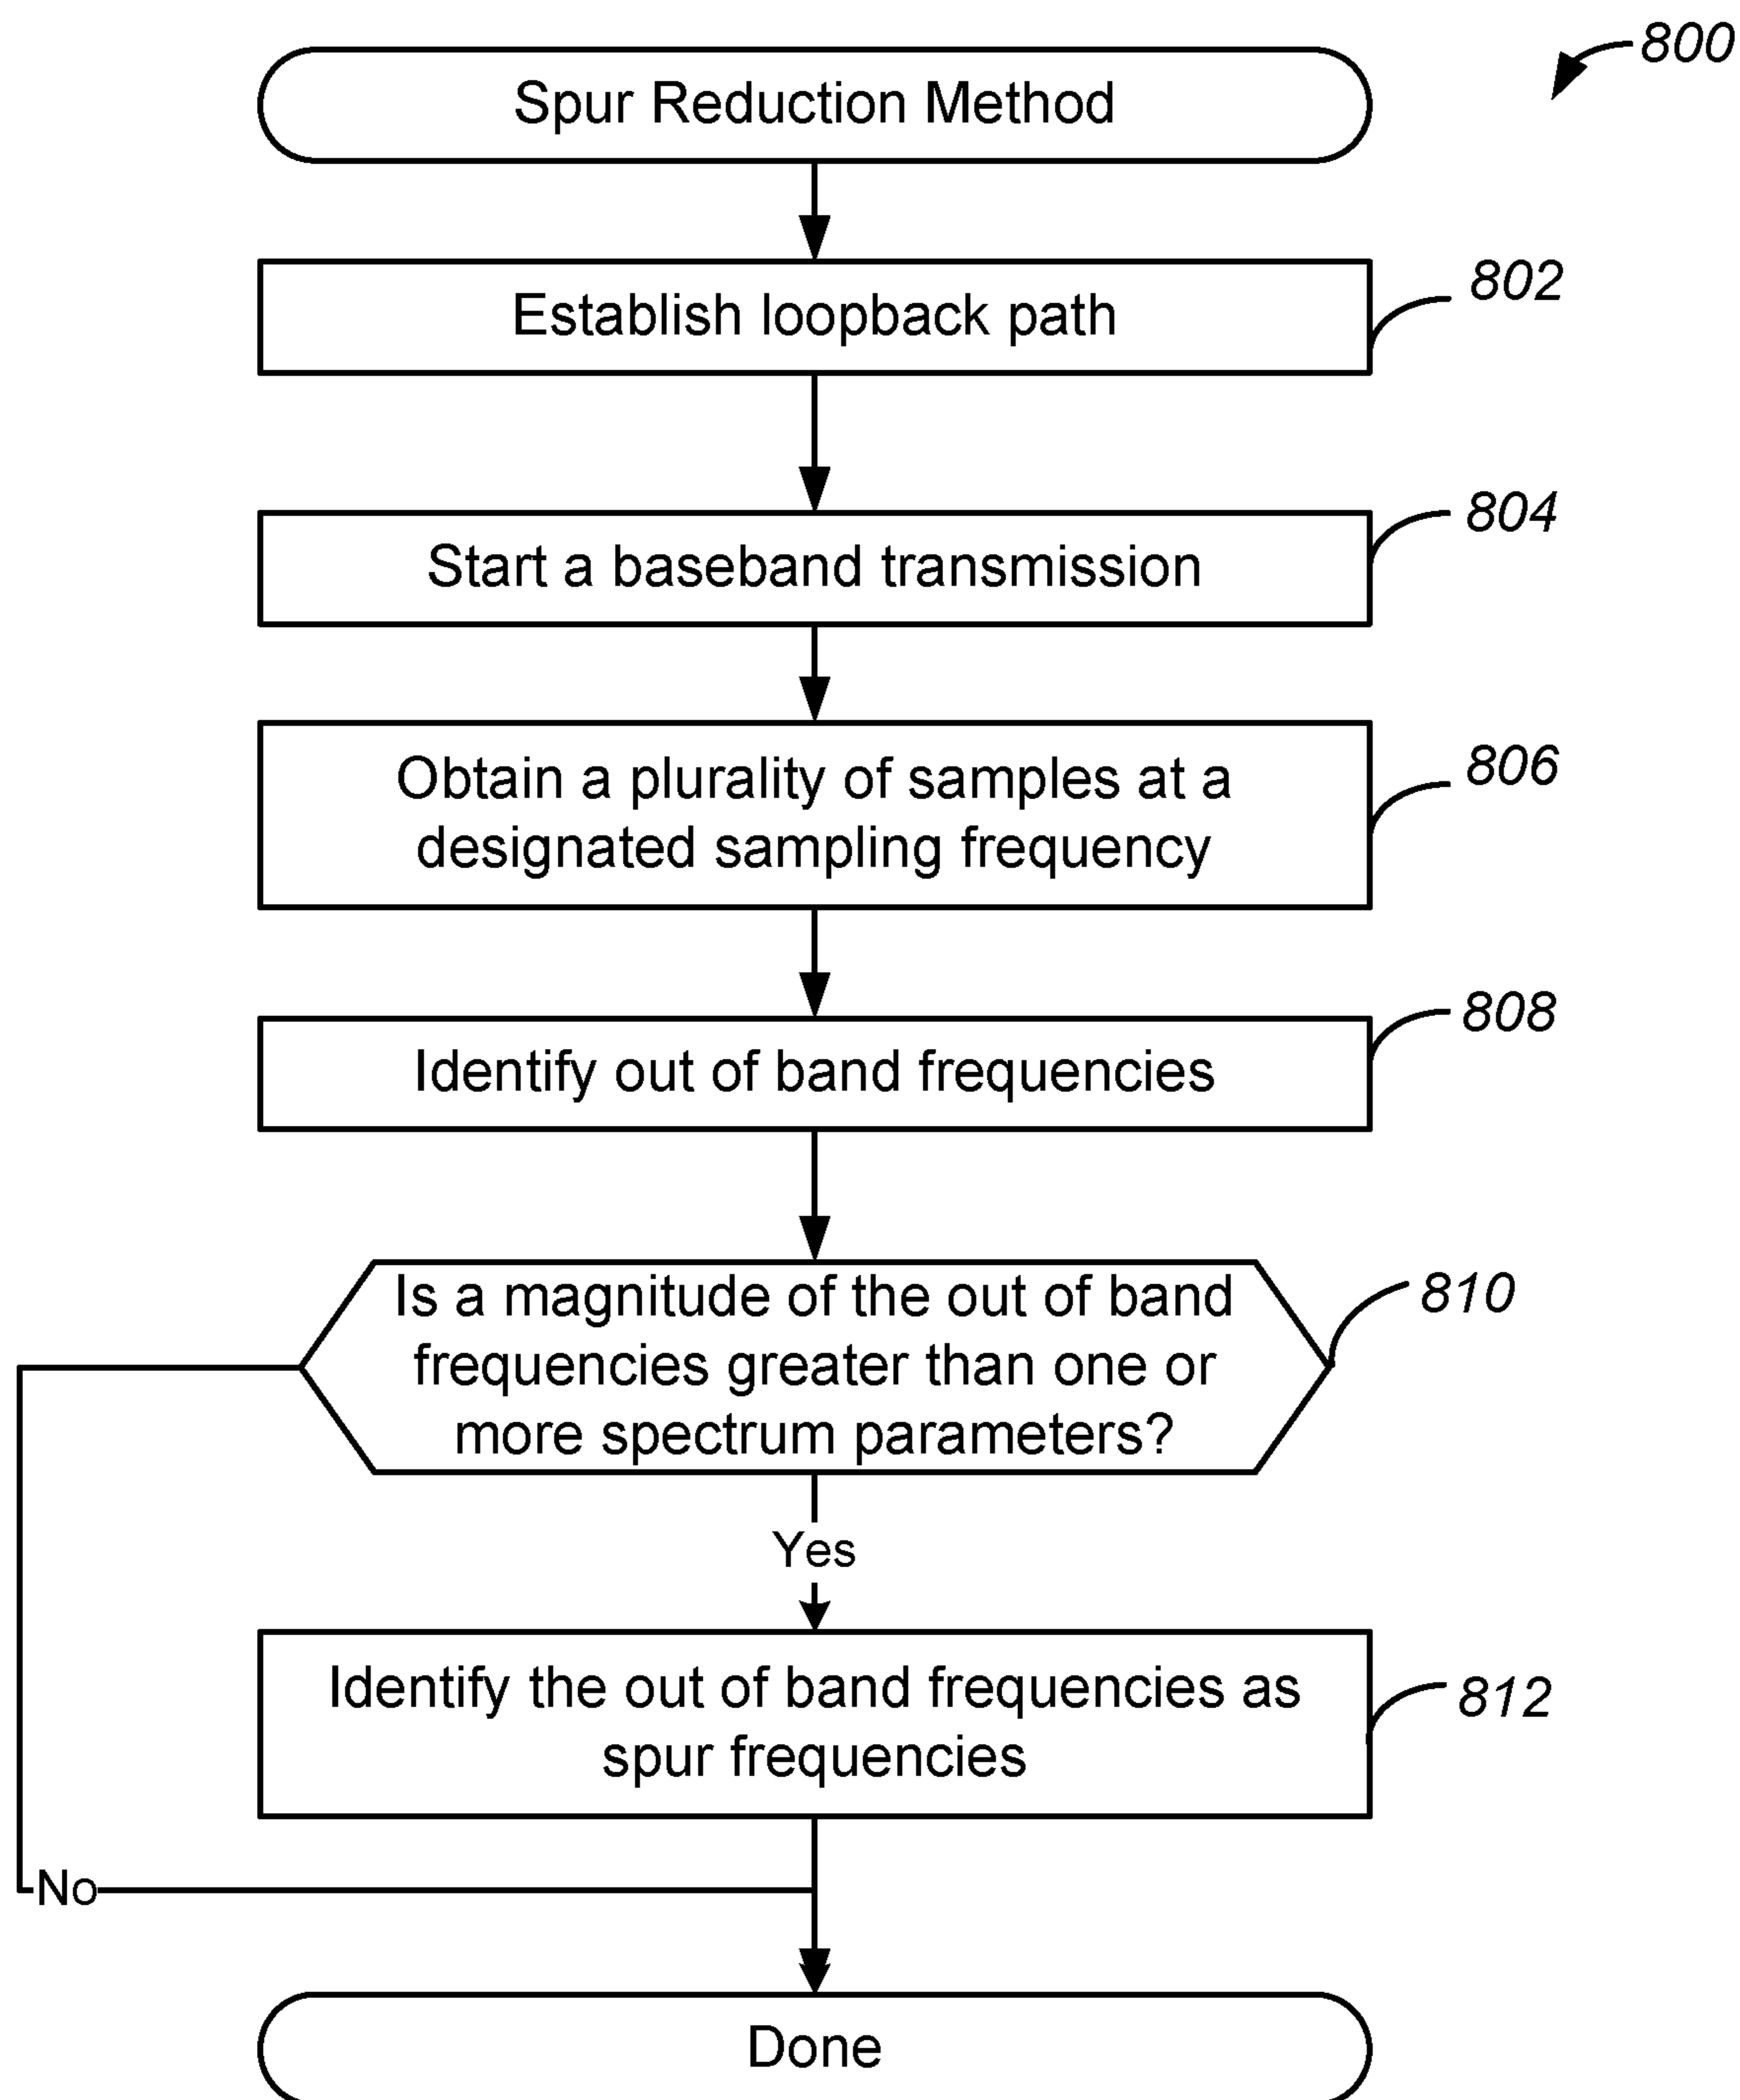 800
Spur Reduction Method
802
Establish loopback path
804
Start a baseband transmission
806
Obtain a plurality of samples at a
designated sampling frequency
808
Identify out of band frequencies
810
Is a magnitude of the out of band
frequencies greater than one or
more spectrum parameters?
Yes
812
Identify the out of band frequencies as
spur frequencies
No
Done